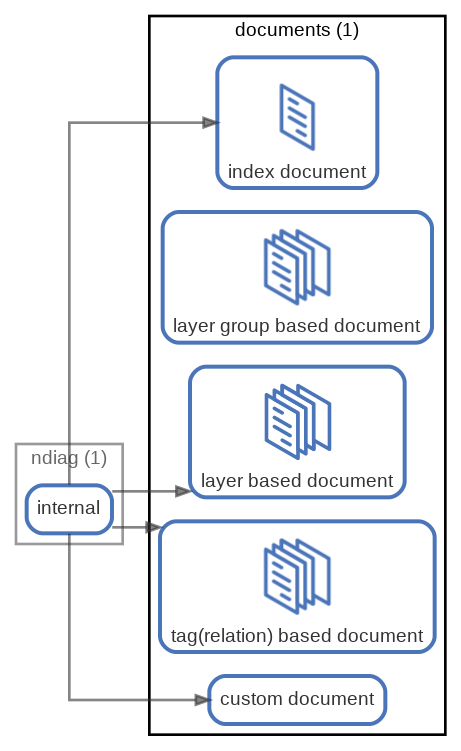 documents (1)
index document
layer group based document
layer based document
ndiag (1)
internal
tag(relation) based document
custom document